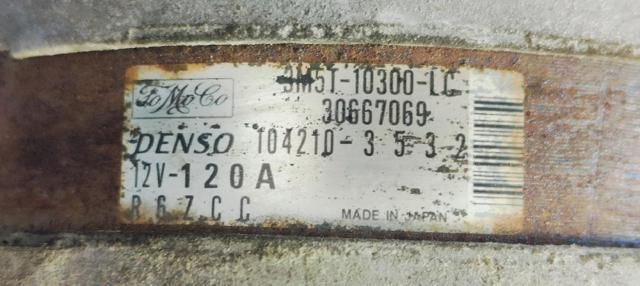 FoMoCo
3M5T-10300-LC
30667069
DENSO 104210-3532
12V-120A
R6ZCC
MADE IN JAPAN